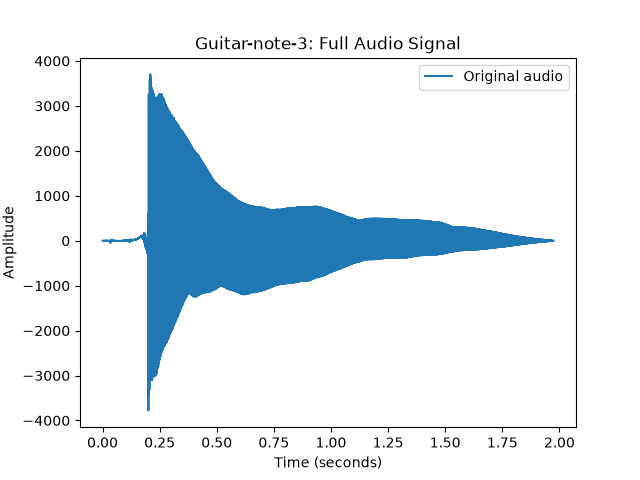 Guitar-note-3: Full Audio Signal
Original audio
4000
3000
2000
1000
0
−1000
−2000
−3000
−4000
Amplitude
0.00 0.25 0.50 0.75 1.00 1.25 1.50 1.75 2.00
Time (seconds)